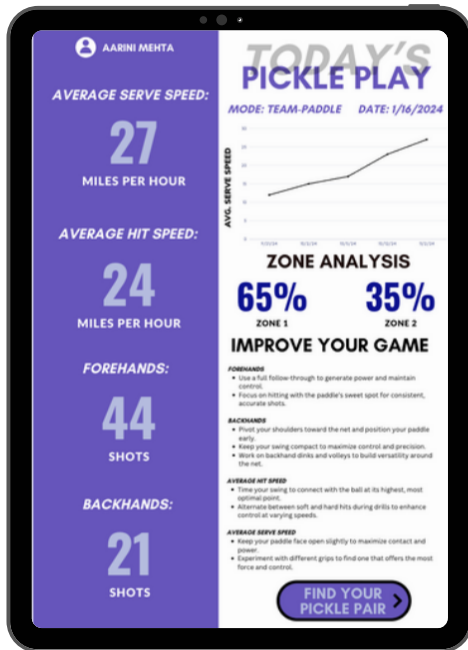 AARINI MEHTA
AVERAGE SERVE SPEED:
27
MILES PER HOUR
AVERAGE HIT SPEED:
24
MILES PER HOUR
FOREHANDS:
44
SHOTS
BACKHANDS:
21
SHOTS
TODAY'S
PICKLE PLAY
MODE: TEAM-PADDLE DATE: 1/16/2024
AVG. SERVE SPEED
ZONE ANALYSIS
65% 35%
ZONE 1 ZONE 2
IMPROVE YOUR GAME
FOREHANDS
• Use a full follow-through to generate power and maintain
control.
• Focus on hitting with the paddle's sweet spot for consistent,
accurate shots.
BACKHANDS
• Pivot your shoulders toward the net and position your paddle
early.
• Keep your swing compact to maximize control and precision.
• Work on backhand dinks and volleys to build versatility around
the net.
AVERAGE HIT SPEED
• Time your swing to connect with the ball at its highest, most
optimal point.
• Alternate between soft and hard hits during drills to enhance
control at varying speeds.
AVERAGE SERVE SPEED
• Keep your paddle face open slightly to maximize contact and
power.
• Experiment with different grips to find one that offers the most
force and control.
FIND YOUR
PICKLE PAIR